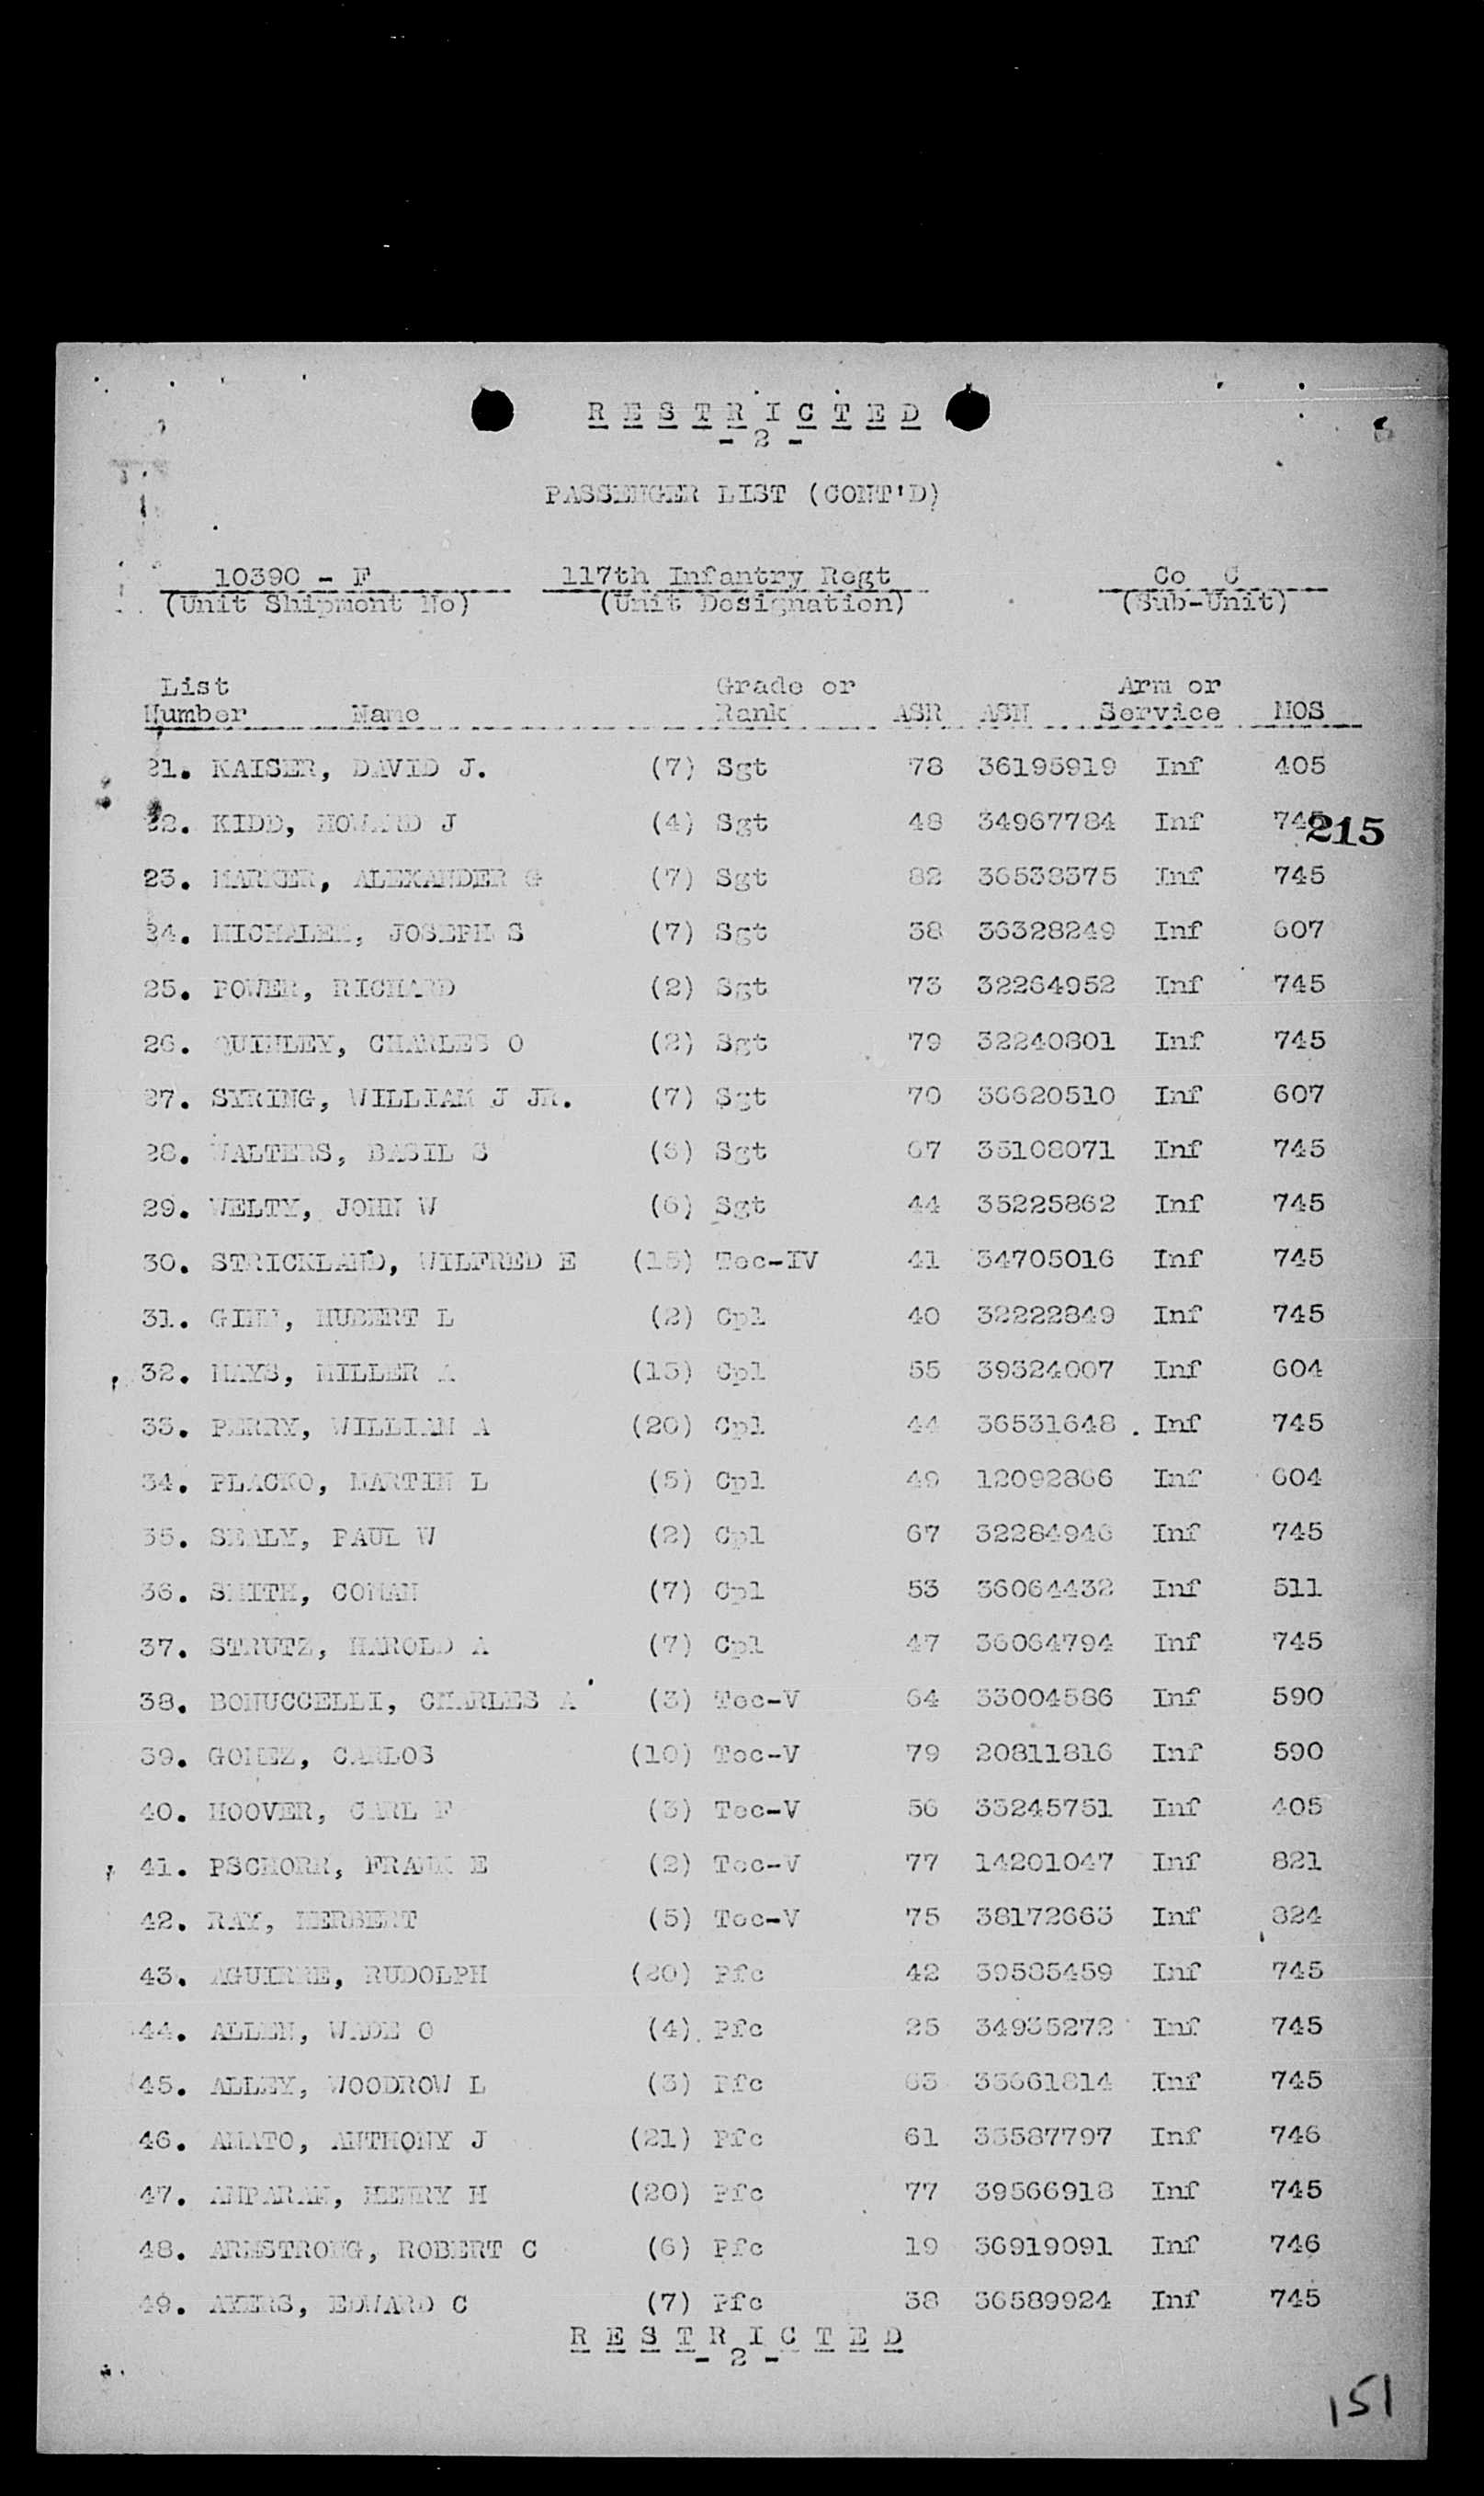 R E S T R I C T E D
- 2 -
PASSENGER LIST (CONT'D)
10390 - F 117th Infantry Regt Co C
(Unit Shipment No) (Unit Designation) (Sub-Unit)
List Grade or Arm or
Number Name Rank ASR ASN Service MOS
21. KAISER, DAVID J. (7) Sgt 78 36195919 Inf 405
22. KIDD, HOWARD J (4) Sgt 48 34967784 Inf 745
215
23. MARKER, ALEXANDER G (7) Sgt 82 36538375 Inf 745
24. MICHALEK, JOSEPH S (7) Sgt 38 36328249 Inf 607
25. POWER, RICHARD (2) Sgt 73 32264952 Inf 745
26. QUINLEY, CHARLES O (2) Sgt 79 32240801 Inf 745
27. SYRING, WILLIAM J JR. (7) Sgt 70 36620510 Inf 607
28. WALTERS, BASIL S Sgt 67 35108071 Inf 745
29. WELTY, JOHN W (6) Sgt 44 35225862 Inf 745
30. STRICKLAND, WILFRED E (15) Tec-IV 41 34705016 Inf 745
31. GINN, HUBERT L (2) Cpl 40 32222849 Inf 745
32. MAYS, MILLER A (13) Cpl 55 39324007 Inf 604
33. PERRY, WILLIAM A (20) Cpl 44 36531648 Inf 745
34. PLACKO, MARTIN L (5) Cpl 49 12092866 Inf 604
35. SEALY, PAUL W (2) Cpl 67 32284946 Inf 745
36. SMITH, COMAN (7) Cpl 53 36064432 Inf 511
37. STRUTZ, HAROLD A (7) Cpl 47 36064794 Inf 745
38. BONUCCELLI, CHARLES A (3) Tec-V 64 33004586 Inf 590
39. GOMEZ, CARLOS (10) Tec-V 79 20811816 Inf 590
40. HOOVER, CARL F (3) Tec-V 56 33245751 Inf 405
41. PSCHORR, FRANK E (2) Tec-V 77 14201047 Inf 821
42. RAY, HERBERT (5) Tec-V 75 38172663 Inf 824
43. AGUIRRE, RUDOLPH (20) Pfc 42 39585459 Inf 745
44. ALLEN, WADE O (4) Pfc 25 34935272 Inf 745
45. ALLEY, WOODROW L (3) Pfc 63 33661814 Inf 745
46. AMATO, ANTHONY J (21) Pfc 61 33587797 Inf 746
47. AMPARAN, HENRY H (20) Pfc 77 39566918 Inf 745
48. ARMSTRONG, ROBERT C (6) Pfc 19 36919091 Inf 746
49. AYERS, EDWARD C (7) Pfc 38 36589924 Inf 745
R E S T R I C T E D
- 2 -
151